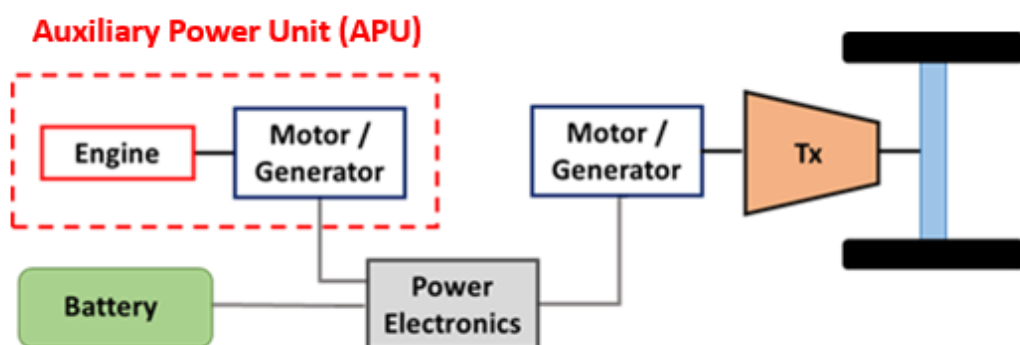 Auxiliary Power Unit (APU)
Engine
Motor /
Generator
Motor /
Generator
Tx
Battery
Power
Electronics